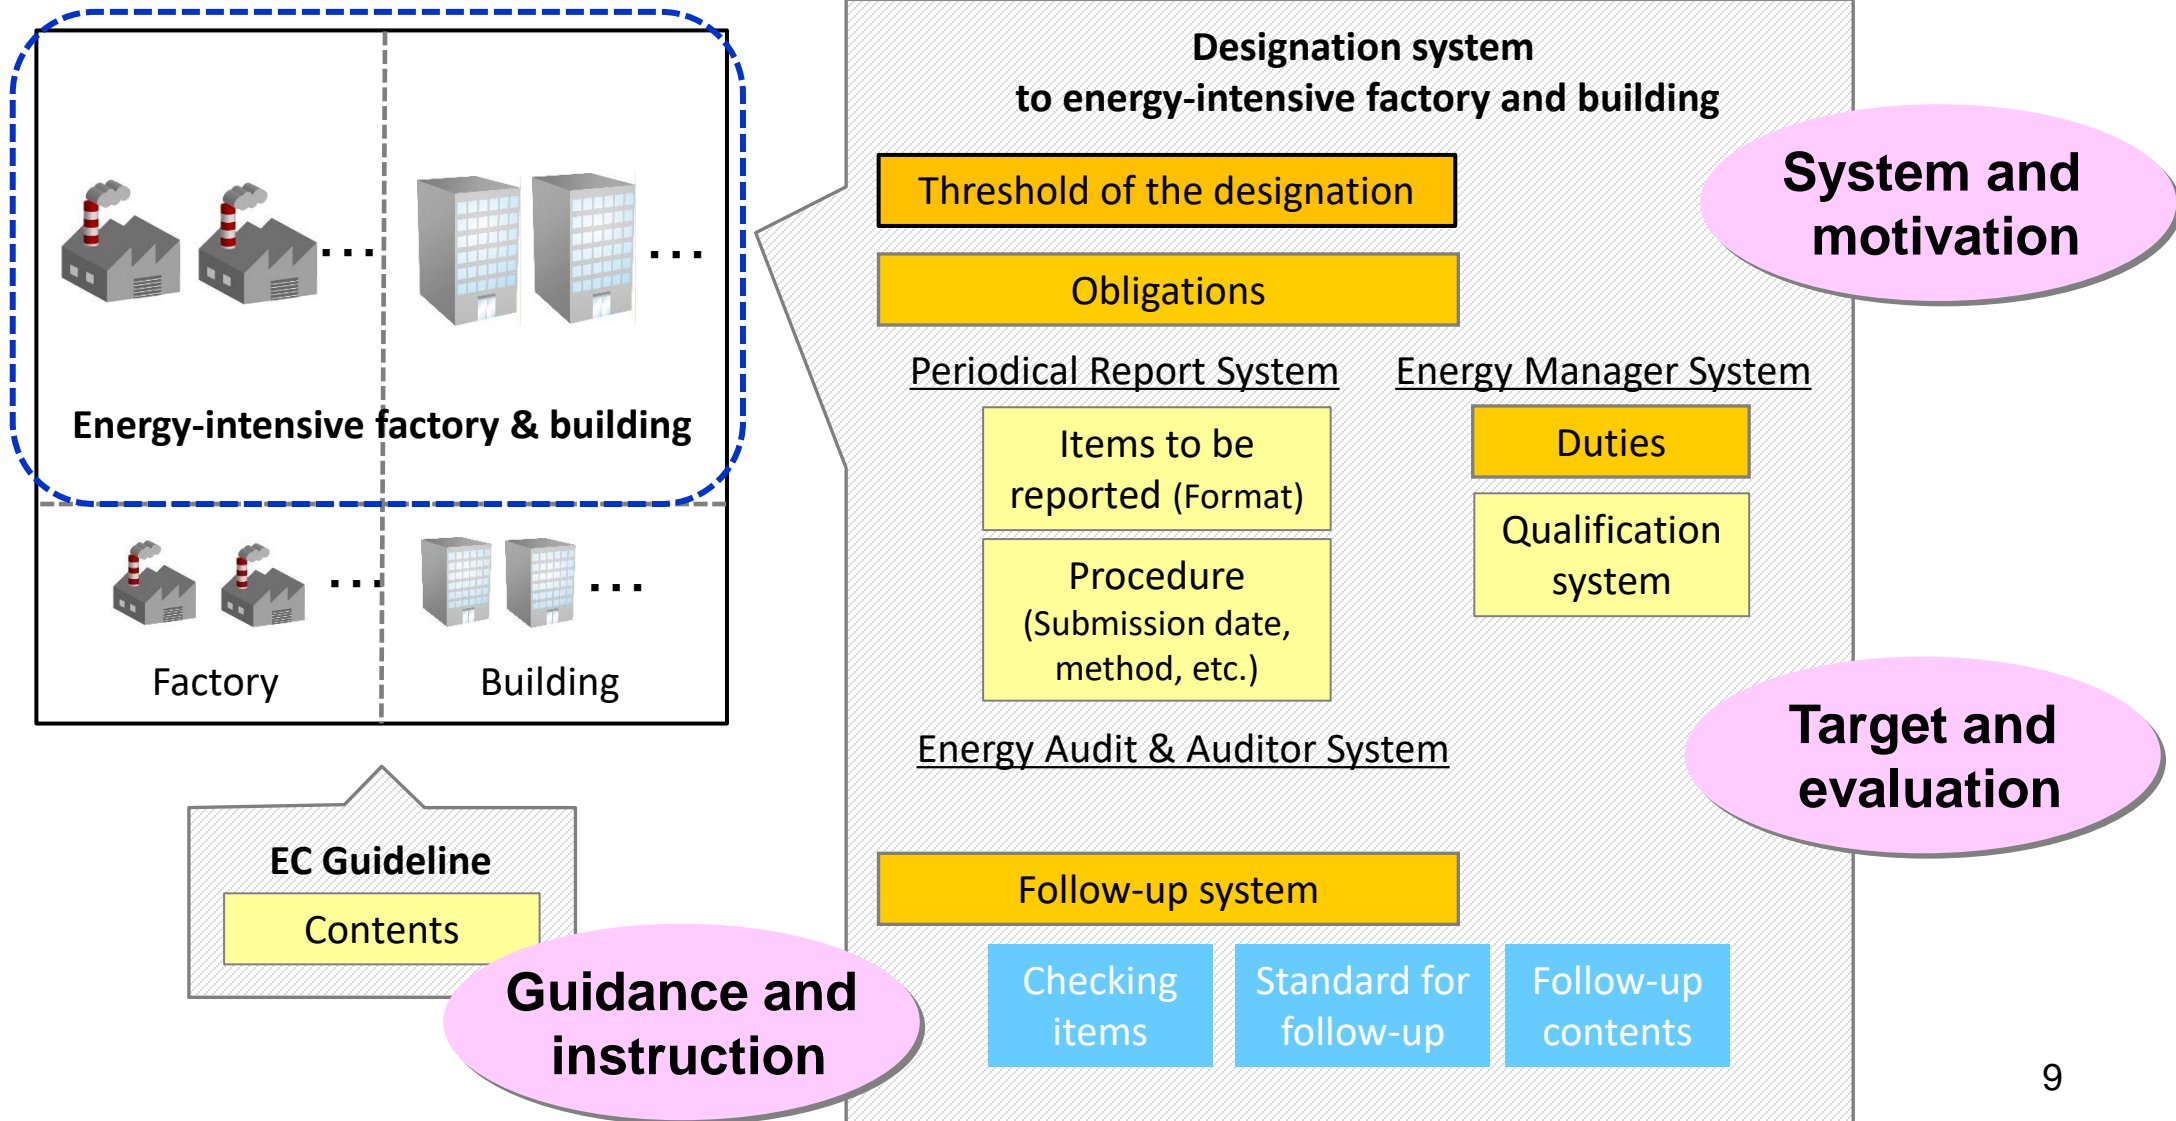 Energy-intensive factory & building
Factory
Building
EC Guideline
Contents
Guidance and
instruction
Designation system
to energy-intensive factory and building
Threshold of the designation
Obligations
Periodical Report System
Items to be
reported (Format)
Procedure
(Submission date,
method, etc.)
Energy Manager System
Duties
Qualification
system
Energy Audit & Auditor System
Follow-up system
Checking
items
Standard for
follow-up
Follow-up
contents
System and
motivation
Target and
evaluation
9